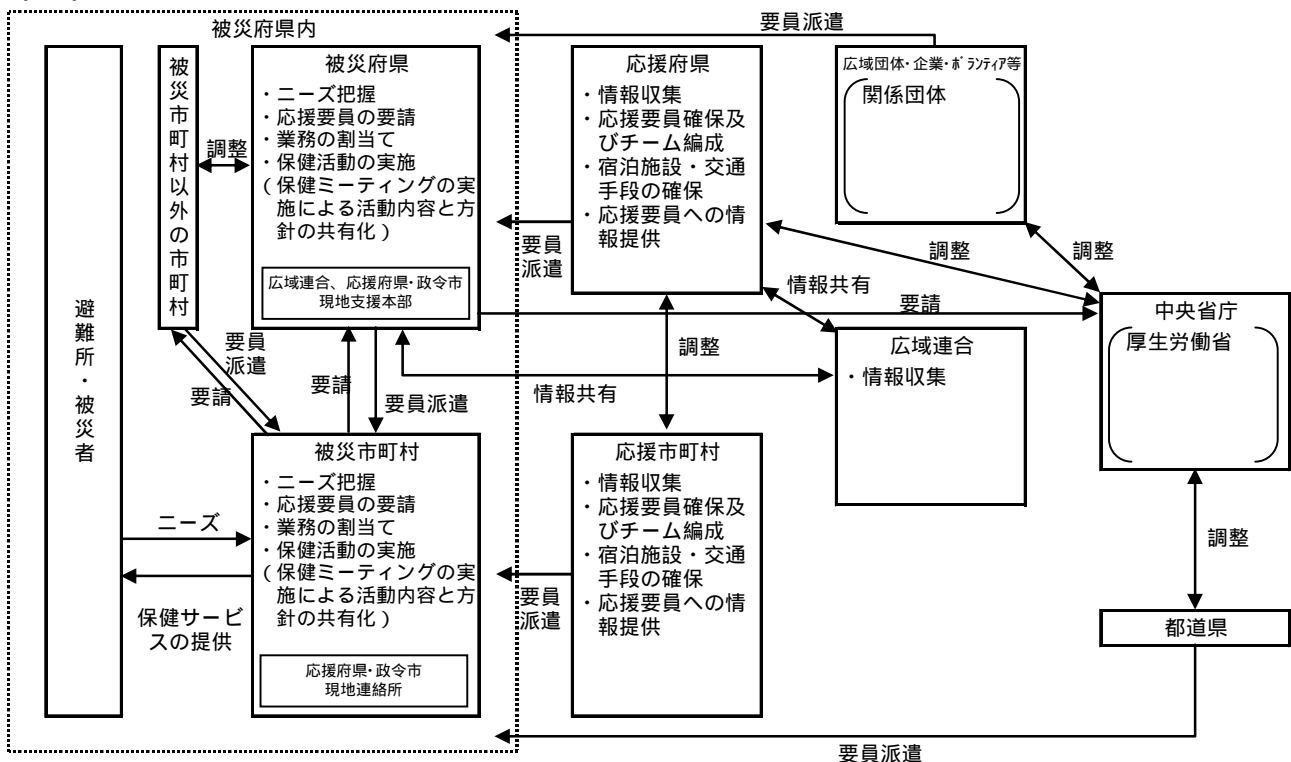 被災府県内
要員派遣
避難所・被災者
被災市町村以外の市町村
調整
被災府県
・ニーズ把握
・応援要員の要請
・業務の割当て
・保健活動の実施
(保健ミーティングの実
施による活動内容と方
針の共有化)
広域連合、応援府県・政令市
現地支援本部
要員
派遣
応援府県
・情報収集
・応援要員確保及
びチーム編成
・宿泊施設・交通
手段の確保
・応援要員への情
報提供
広域団体・企業・ボランティア等
関係団体
調整
調整
情報共有
要請
中央省庁
厚生労働省
広域連合
・情報収集
要員
派遣
要請
要請
要員派遣
情報共有
調整
ニーズ
保健サービ
スの提供
被災市町村
・ニーズ把握
・応援要員の要請
・業務の割当て
・保健活動の実施
(保健ミーティングの実
施による活動内容と方
針の共有化)
応援府県・政令市
現地連絡所
要員
派遣
応援市町村
・情報収集
・応援要員確保及
びチーム編成
・宿泊施設・交通
手段の確保
・応援要員への情
報提供
調整
都道県
要員派遣